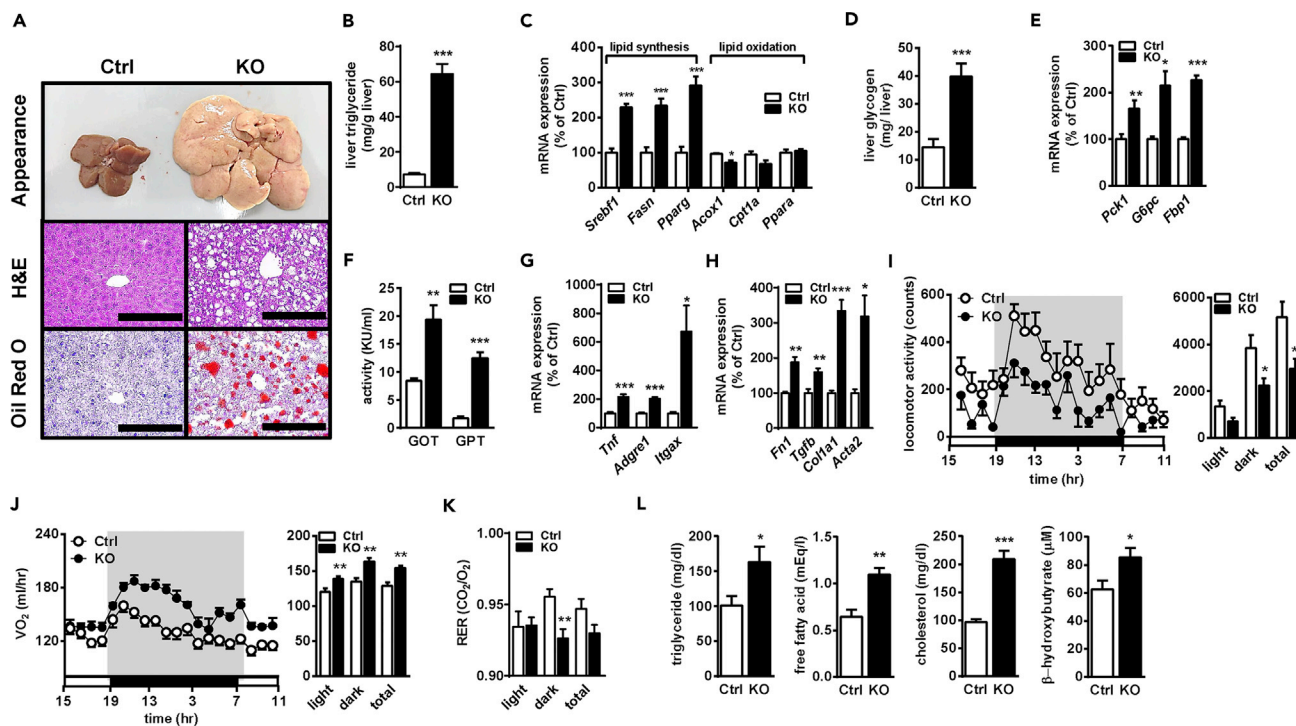 A
Ctrl
KO
Appearance
H&E
Oil Red O
B
liver triglyceride
(mg/g liver)
80
60
40
20
0
***
Ctrl KO
C
lipid synthesis
lipid oxidation
mRNA expression
(% of Ctrl)
400
300
200
100
0
***
***
***
*
Ctrl
KO
Srebf1
Fasn
Pparg
Acox1
Cpt1a
Ppara
D
liver glycogen
(mg/ liver)
50
40
30
20
10
0
***
Ctrl KO
E
Ctrl
KO
mRNA expression
(% of Ctrl)
300
200
100
0
**
*
***
Pck1
G6pc
Fbp1
F
Ctrl
KO
activity (KU/ml)
25
20
15
10
5
0
**
***
GOT
GPT
G
Ctrl
KO
mRNA expression
(% of Ctrl)
1000
800
600
400
200
0
***
***
*
Tnf
Adgre1
Itgax
H
Ctrl
KO
mRNA expression
(% of Ctrl)
400
300
200
100
0
**
**
***
*
Fn1
Tgfb
Col1a1
Acta2
I
locomotor activity (counts)
600
400
200
0
Ctrl
KO
15 19 13 3 7 11
time (hr)
6000
4000
2000
0
Ctrl
KO
*
*
light
dark
total
J
VO2 (ml/hr)
240
200
160
120
Ctrl
KO
15 19 13 3 7 11
time (hr)
200
150
100
50
0
Ctrl
KO
**
**
**
light
dark
total
K
RER (CO2/O2)
1.00
0.95
0.90
Ctrl
KO
**
light
dark
total
L
triglyceride (mg/dl)
200
150
100
50
0
*
Ctrl KO
free fatty acid (mEq/l)
1.5
1.0
0.5
0.0
**
Ctrl KO
cholesterol (mg/dl)
250
200
150
100
50
0
***
Ctrl KO
β−hydroxybutyrate (μM)
100
80
60
40
20
0
*
Ctrl KO